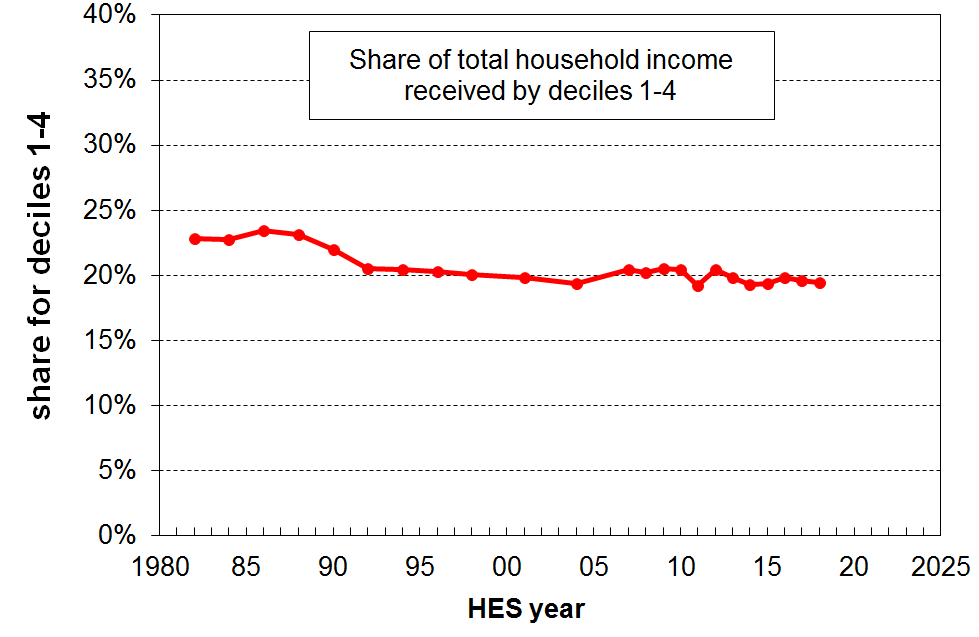 Share of total household income
received by deciles 1-4
share for deciles 1-4
40%
35%
30%
25%
20%
15%
10%
5%
0%
1980 85 90 95 00 05 10 15 20 2025
HES year